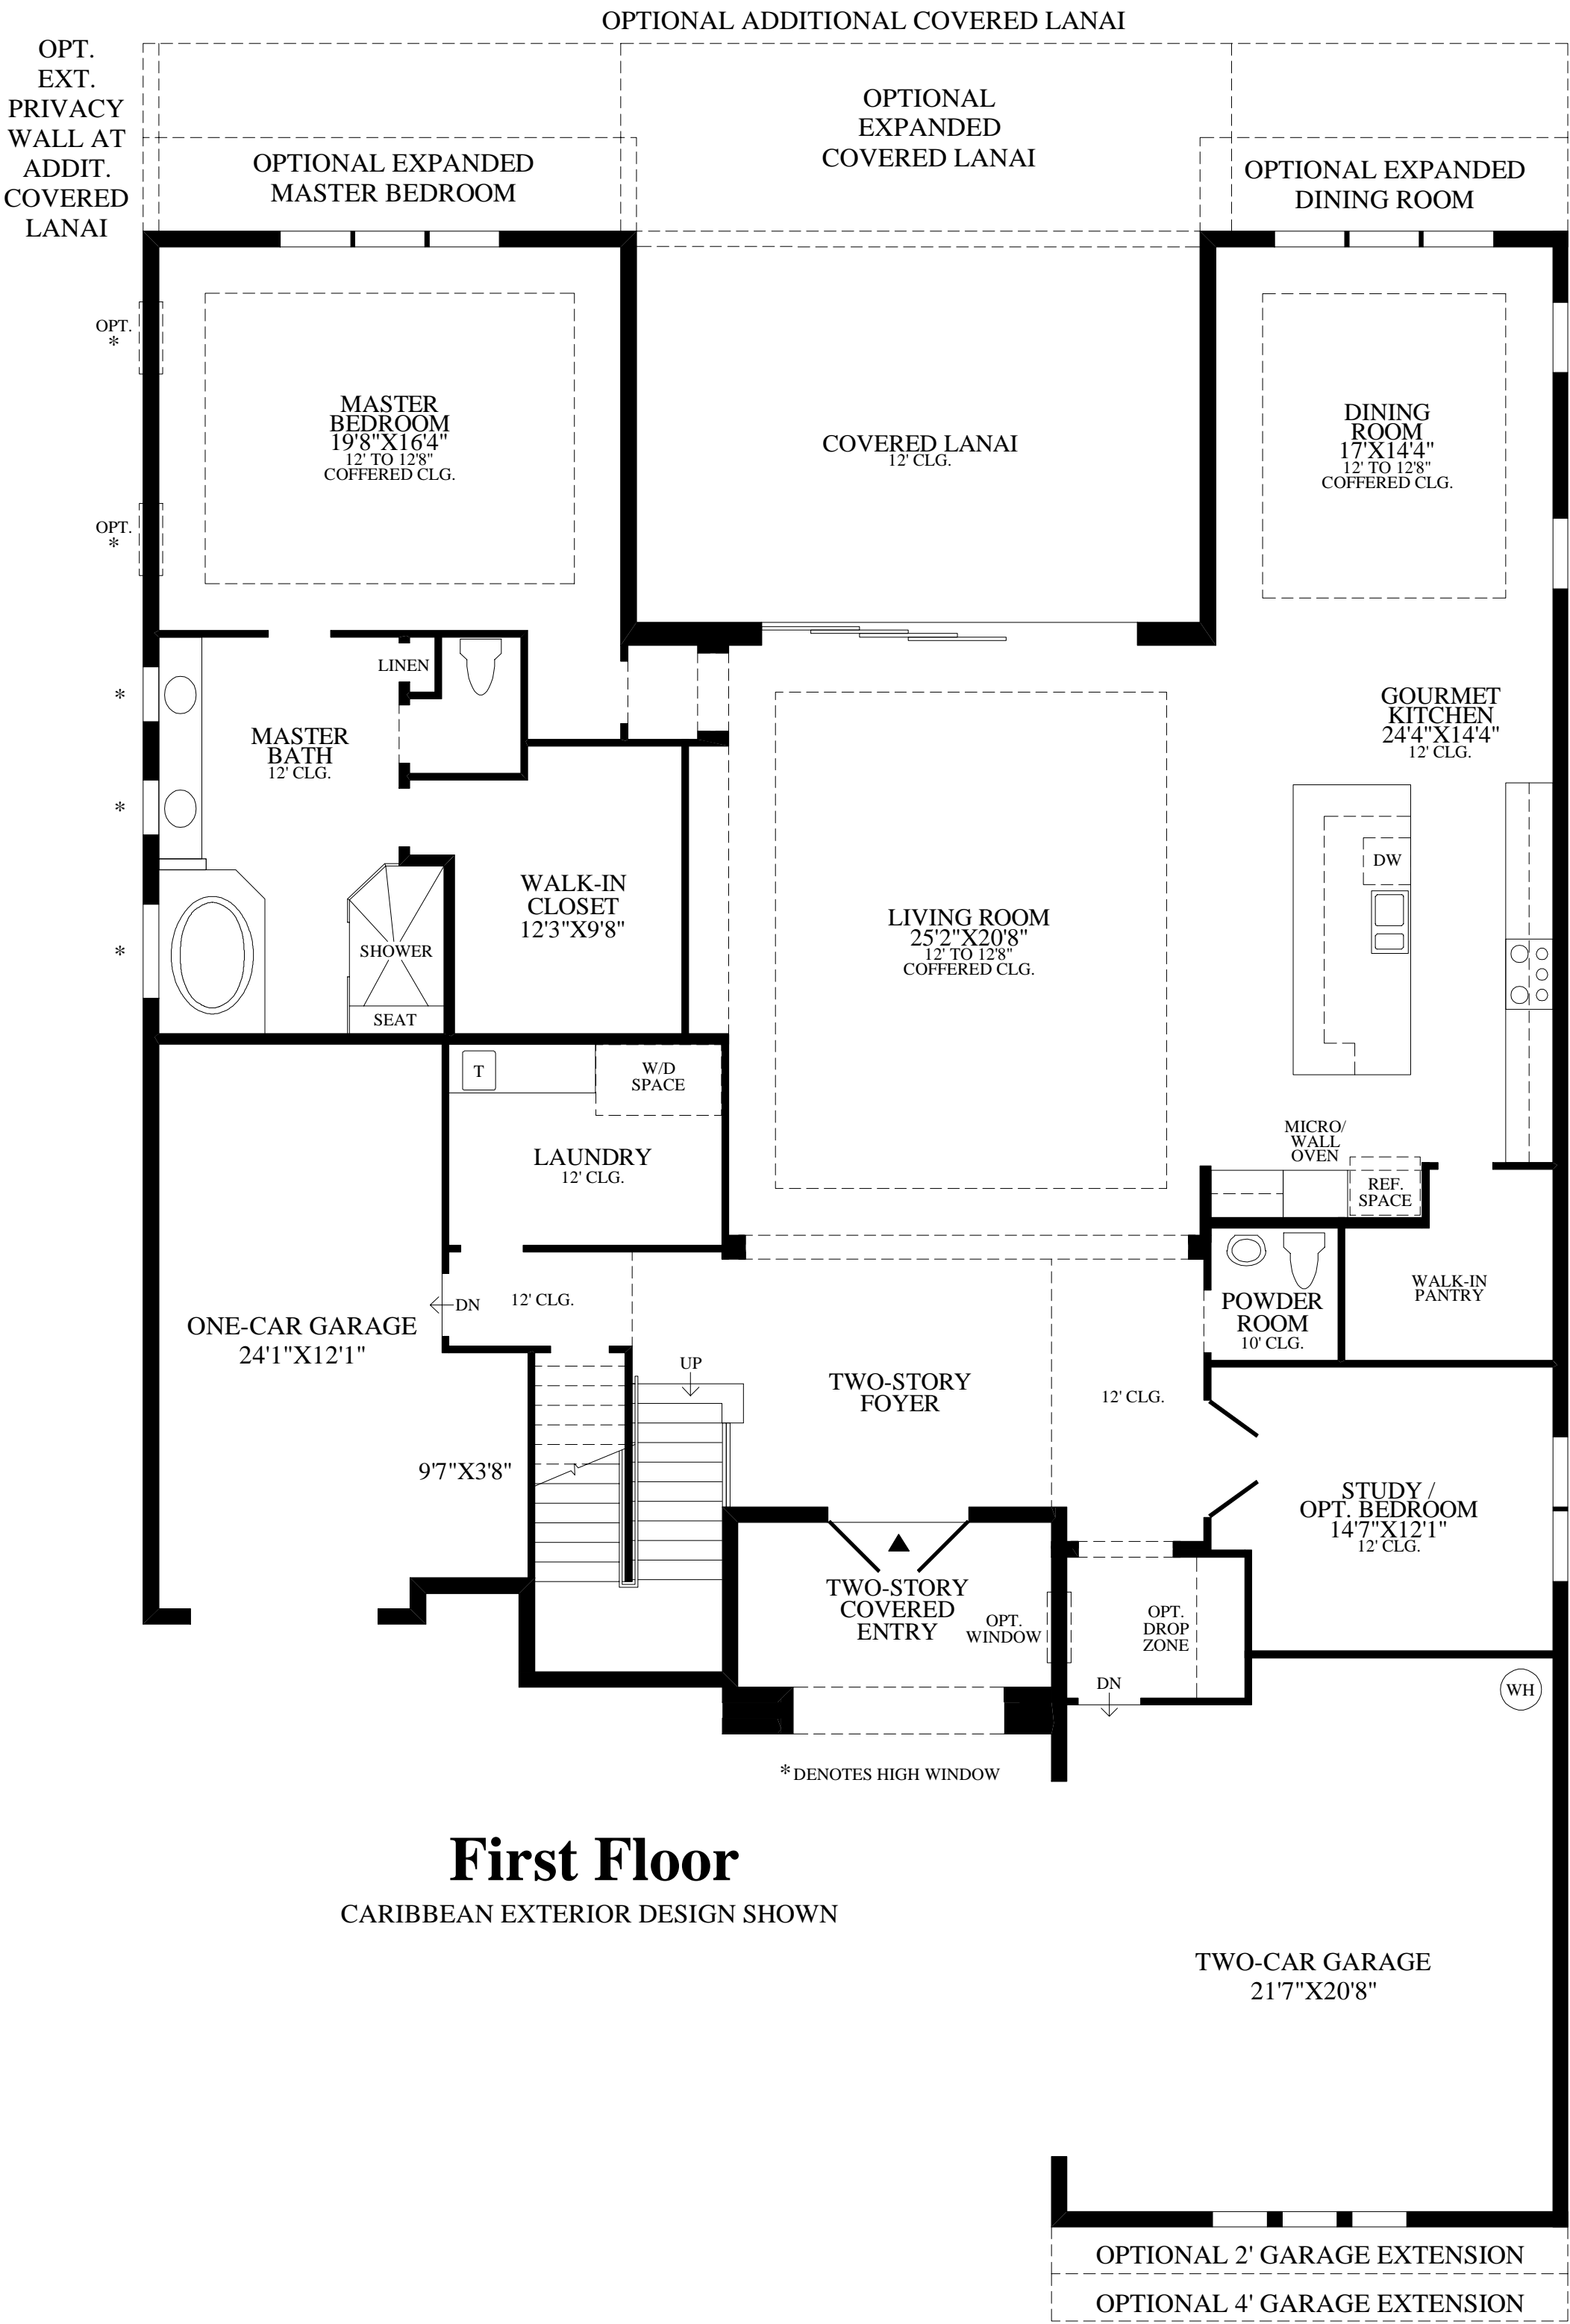 OPTIONAL ADDITIONAL COVERED LANAI
OPT.
EXT.
PRIVACY
WALL AT
ADDIT.
COVERED
LANAI
OPTIONAL EXPANDED
MASTER BEDROOM
OPTIONAL
EXPANDED
COVERED LANAI
OPTIONAL EXPANDED
DINING ROOM
OPT.
*
OPT.
*
MASTER
BEDROOM
19'8"X16'4"
12' TO 12'8"
COFFERED CLG.
COVERED LANAI
12' CLG.
DINING
ROOM
17'X14'4"
12' TO 12'8"
COFFERED CLG.
LINEN
*
*
*
MASTER
BATH
12' CLG.
GOURMET
KITCHEN
24'4"X14'4"
12' CLG.
DW
WALK-IN
CLOSET
12'3"X9'8"
SHOWER
SEAT
LIVING ROOM
25'2"X20'8"
12' TO 12'8"
COFFERED CLG.
T
W/D
SPACE
LAUNDRY
12' CLG.
MICRO/
WALL
OVEN
REF.
SPACE
WALK-IN
PANTRY
POWDER
ROOM
10' CLG.
ONE-CAR GARAGE
24'1"X12'1"
DN
12' CLG.
UP
TWO-STORY
FOYER
12' CLG.
9'7"X3'8"
STUDY /
OPT. BEDROOM
14'7"X12'1"
12' CLG.
TWO-STORY
COVERED
ENTRY
OPT.
WINDOW
OPT.
DROP
ZONE
DN
WH
*DENOTES HIGH WINDOW
First Floor
CARIBBEAN EXTERIOR DESIGN SHOWN
TWO-CAR GARAGE
21'7"X20'8"
OPTIONAL 2' GARAGE EXTENSION
OPTIONAL 4' GARAGE EXTENSION